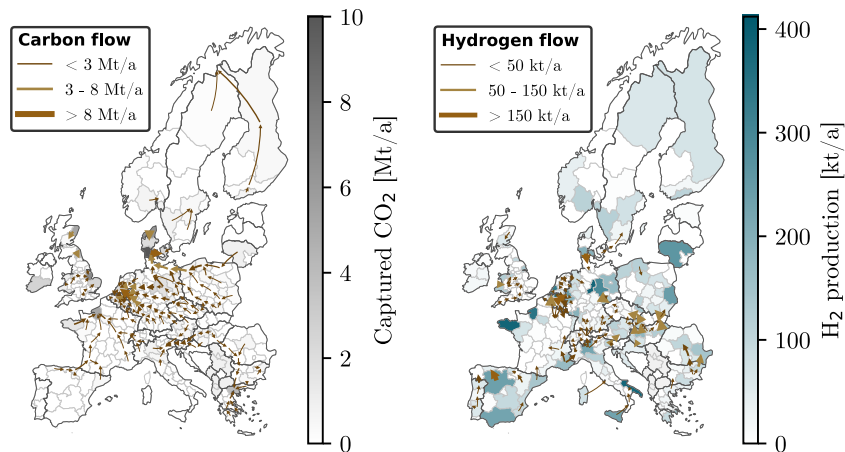 Carbon flow
< 3 Mt/a
3 - 8 Mt/a
> 8 Mt/a
10
8
6
4
2
0
Captured CO₂ [Mt/a]
Hydrogen flow
< 50 kt/a
50 - 150 kt/a
> 150 kt/a
400
300
200
100
0
H₂ production [kt/a]